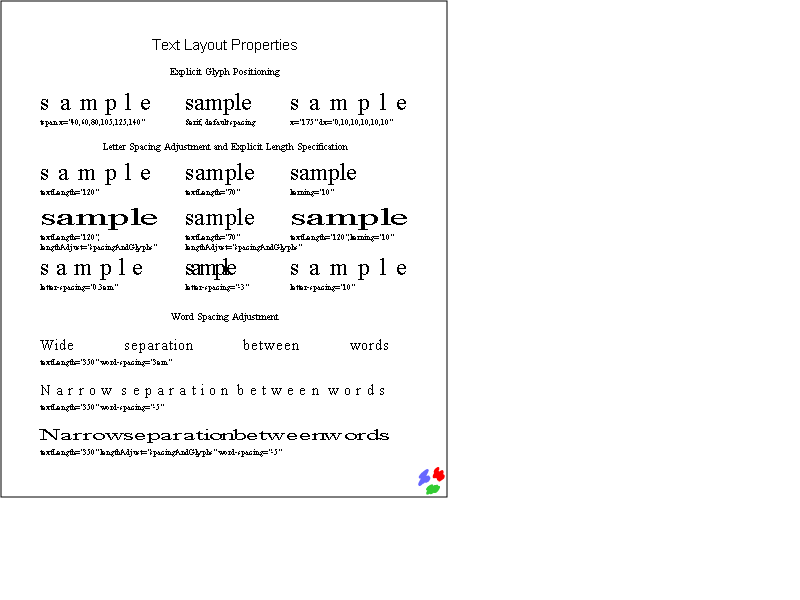 Text Layout Properties
Explicit Glyph Positioning
s a m p l e sample s a m p l e
tspan x="40,60,80,105,125,140" Serif, default spacing x="175" dx="0,10,10,10,10,10"
Letter Spacing Adjustment and Explicit Length Specification
s a m p l e sample sample
textLength="120" textLength="70" kerning="10"
sample sample sample
textLength="120", textLength="70" textLength="120",kerning="10"
lengthAdjust="spacingAndGlyphs" lengthAdjust="spacingAndGlyphs"
s a m p l e sample s a m p l e
letter-spacing="0.3em" letter-spacing="-3" letter-spacing="10"
Word Spacing Adjustment
Wide separation between words
textLength="350" word-spacing="3em"
N a r r o w s e p a r a t i o n b e t w e e n w o r d s
textLength="350" word-spacing="-5"
Narrowseparationbetweenwords
textLength="350" lengthAdjust="spacingAndGlyphs" word-spacing="-5"